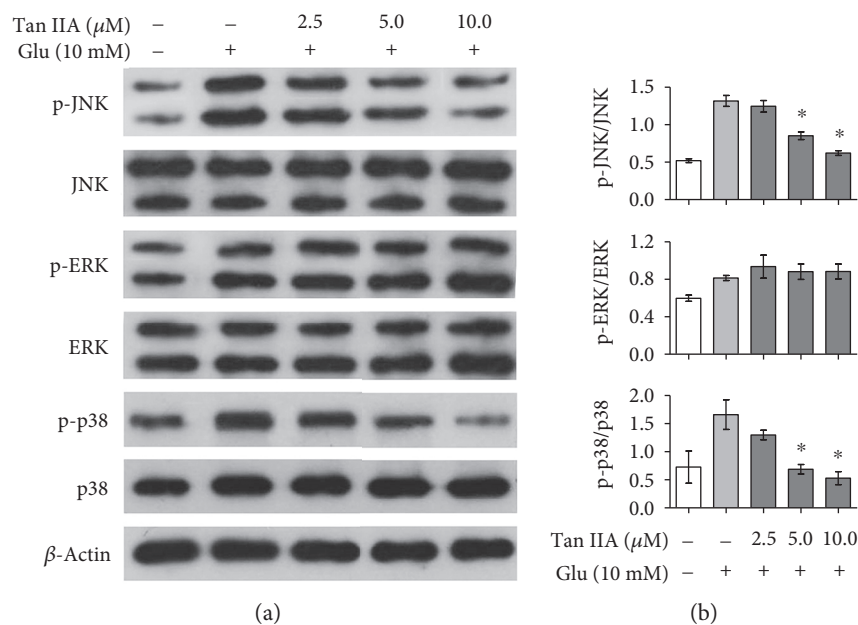 Tan IIA (μM) 2.5 5.0 10.0
Glu (10 mM) – + + + +
–  –
p-JNK
JNK
p-ERK
ERK
p-p38
p38
β-Actin
(a)
p-JNK/JNK
1.5
1.0
0.5
0.0
*
*
p-ERK/ERK
1.2
0.8
0.4
0.0
p-p38/p38
2.0
1.5
1.0
0.5
0.0
*
*
Tan IIA (μM) – – 2.5 5.0 10.0
Glu (10 mM) – + + + +
(b)